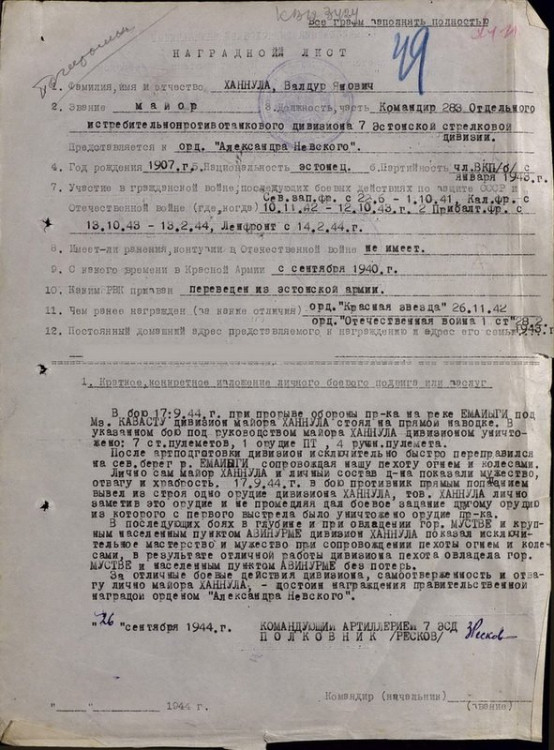 КВУ 8424
Все графы заполнять полностью
НАГРАДНОЙ ЛИСТ
49
1. Фамилия,имя и отчество ХАННУЛА, Валдур Янович
2. Звание майор 3. Должность,часть Командир 283 Отдельного
истребительнопротивотанкового дивизиона 7 Эстонской стрелковой
дивизии.
Представляется к орд. "Александра Невского".
4. Год рождения 1907.г. 5. Национальность эстонец. 6. Партийность чл.ВКП/б/ с
января 1943.г.
7. Участие в гражданской войне,последующих боевых действиях по защите СССР и
Сев.зап.фр. с 22.6 - 1.10.41, Кал.фр. с
Отечественной войне (где,когда) 10.11.42 - 12.10.43.г. 2 Прибалт.фр. с
13.10.43 - 13.2.44, Ленфронт с 14.2.44.г.
8. Имеет-ли ранения,контузии в Отечественной войне не имеет.
9. С какого времени в Красной Армии с сентября 1940.г.
10. Каким РВК призван переведен из эстонской армии.
11. Чем ранее награжден (за какие отличия) орд."Красная звезда" 26.11.42
орд."Отечественная война 1 ст"
12. Постоянный домашний адрес представляемого к награждению и адрес его семьи
1. Краткое,конкретное изложение личного боевого подвига или заслуг
В бою 17.9.44.г. при прорыве обороны пр-ка на реке ЕМАЙЫГИ под
Мз. КАВАСТУ дивизион майора ХАННУЛА стоял на прямой наводке. В
указанном бою под руководством майора ХАННУЛА дивизионом уничто-
жено: 7 ст.пулеметов, 1 орудие ПТ , 4 ручн.пулемета.
После артподготовки дивизион исключительно быстро переправился
на сев.берег р. ЕМАЙЫГИ сопровождая нашу пехоту огнем и колесами.
Лично сам майор ХАННУЛА и личный состав д-на показали мужество,
отвагу и храбрость. 17.9.44.г. в бою противник прямым попаданием
вывел из строя одно орудие дивизиона ХАННУЛА, тов. ХАННУЛА лично
заметив это орудие и не промедляя дал боевое задание другому орудию
из которого с первого выстрела было уничтожено орудие пр-ка.
В последующих боях в глубине и при овладении гор. МУСТВЕ и круп-
ным населенным пунктом АВИНУРМЕ дивизион ХАННУЛА показал исключи-
тельное мастерство и мужество при сопровождении пехоты огнем и коле-
сами, в результате отличной работы дивизиона пехота овладела гор.
МУСТВЕ и населенным пунктом АВИНУРМЕ без потерь.
За отличные боевые действия дивизиона, самоотверженность и отва-
гу лично майора ХАННУЛА, - достоин награждения правительственной
наградой орденом "Александра Невского".
"26" сентября 1944.г. КОМАНДУЮЩИЙ АРТИЛЛЕРИЕЙ 7 ЭСД
ПОЛКОВНИК /РЕСКОВ/ Ресков
Командир (начальник)
"____"________ 1944 г. (звание)